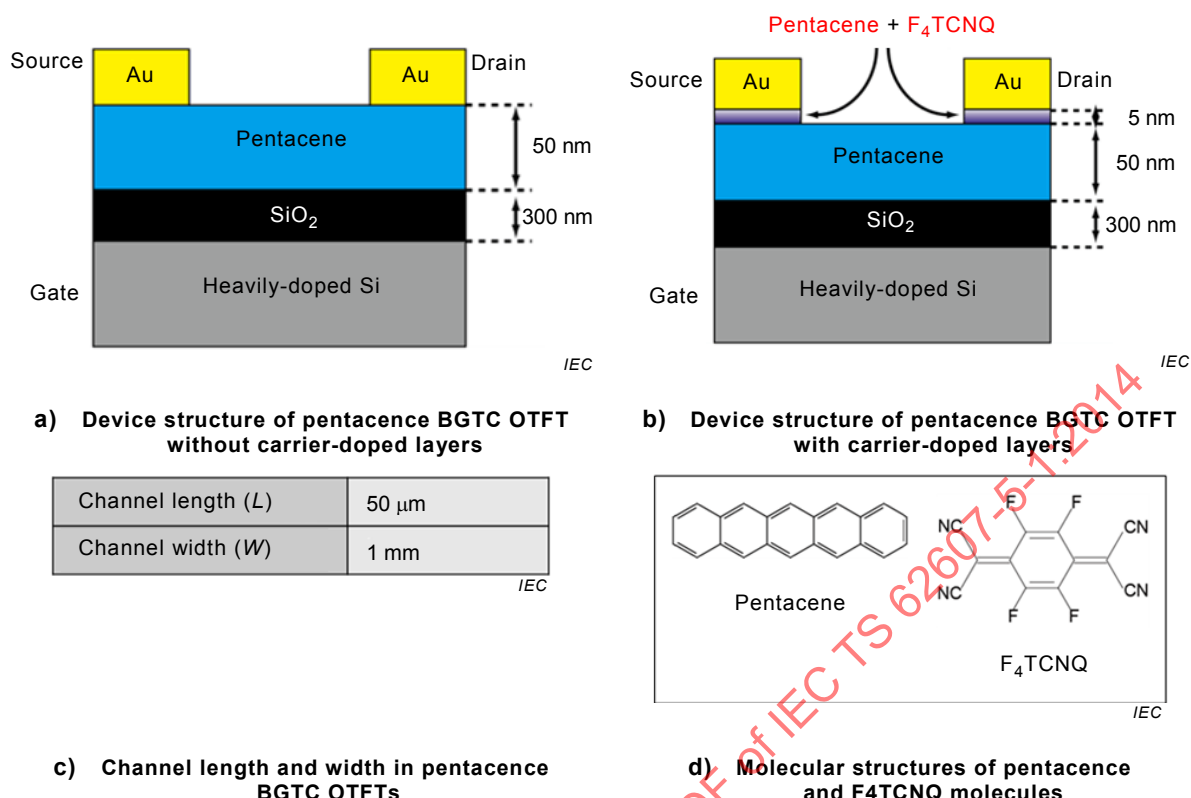 Source
Au
Au
Drain
Pentacene
50 nm
SiO2
300 nm
Gate
Heavily-doped Si
IEC
a) Device structure of pentacence BGTC OTFT
without carrier-doped layers
Pentacene + F4TCNQ
Source
Au
Au
Drain
5 nm
Pentacene
50 nm
SiO2
300 nm
Gate
Heavily-doped Si
IEC
b) Device structure of pentacence BGTC OTFT
with carrier-doped layers
Channel length (L) 50 μm
Channel width (W) 1 mm
IEC
c) Channel length and width in pentacence
BGTC OTFTs
F F
NC CN
NC CN
F F
Pentacene
F4TCNQ
IEC
d) Molecular structures of pentacence
and F4TCNQ molecules
PDF of IEC TS 62607-5-1:2014